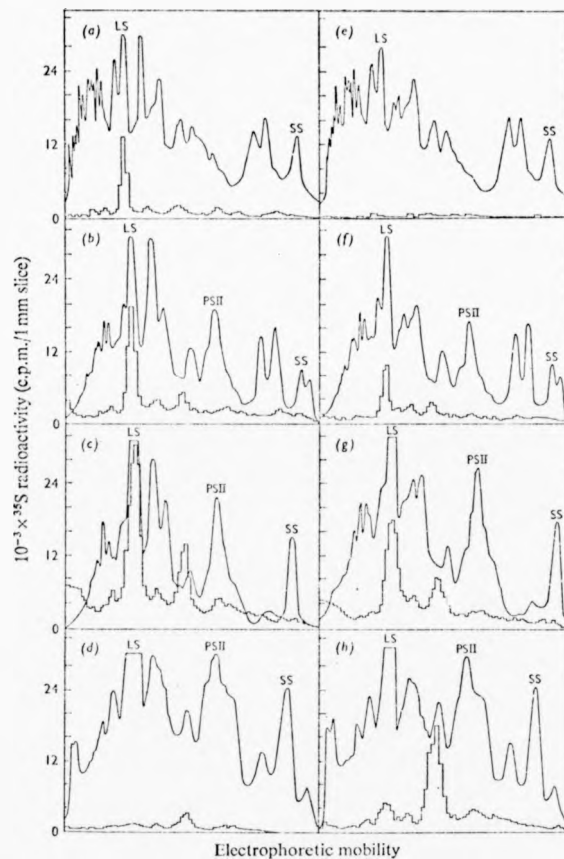 (a) LS SS
(e) LS SS
24
12
0
(b) LS PSII SS
(f) LS PSII SS
24
12
0
(c) LS PSII SS
(g) LS PSII SS
24
12
0
(d) LS PSII SS
(h) LS PSII SS
24
12
0
10⁻³ × ³⁵S radioactivity (c.p.m./1 mm slice)
Electrophoretic mobility